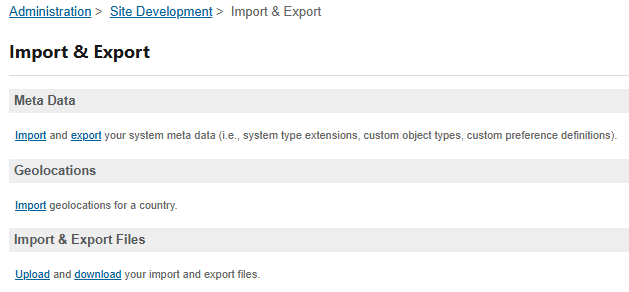 Administration > Site Development > Import & Export
Import & Export
Meta Data
Import and export your system meta data (i.e., system type extensions, custom object types, custom preference definitions).
Geolocations
Import geolocations for a country.
Import & Export Files
Upload and download your import and export files.